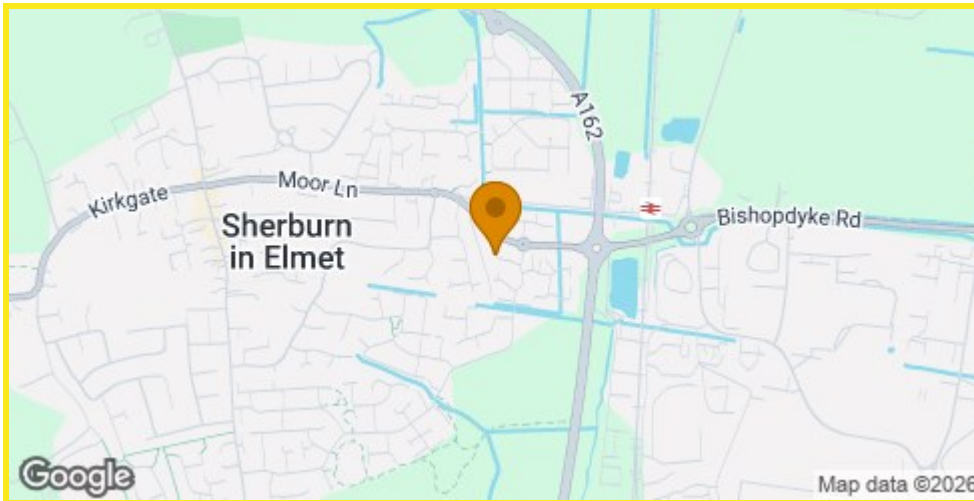 A162
Moor Ln
Kirkgate
Bishopdyke Rd
Sherburn
in Elmet
Google
Map data ©2026